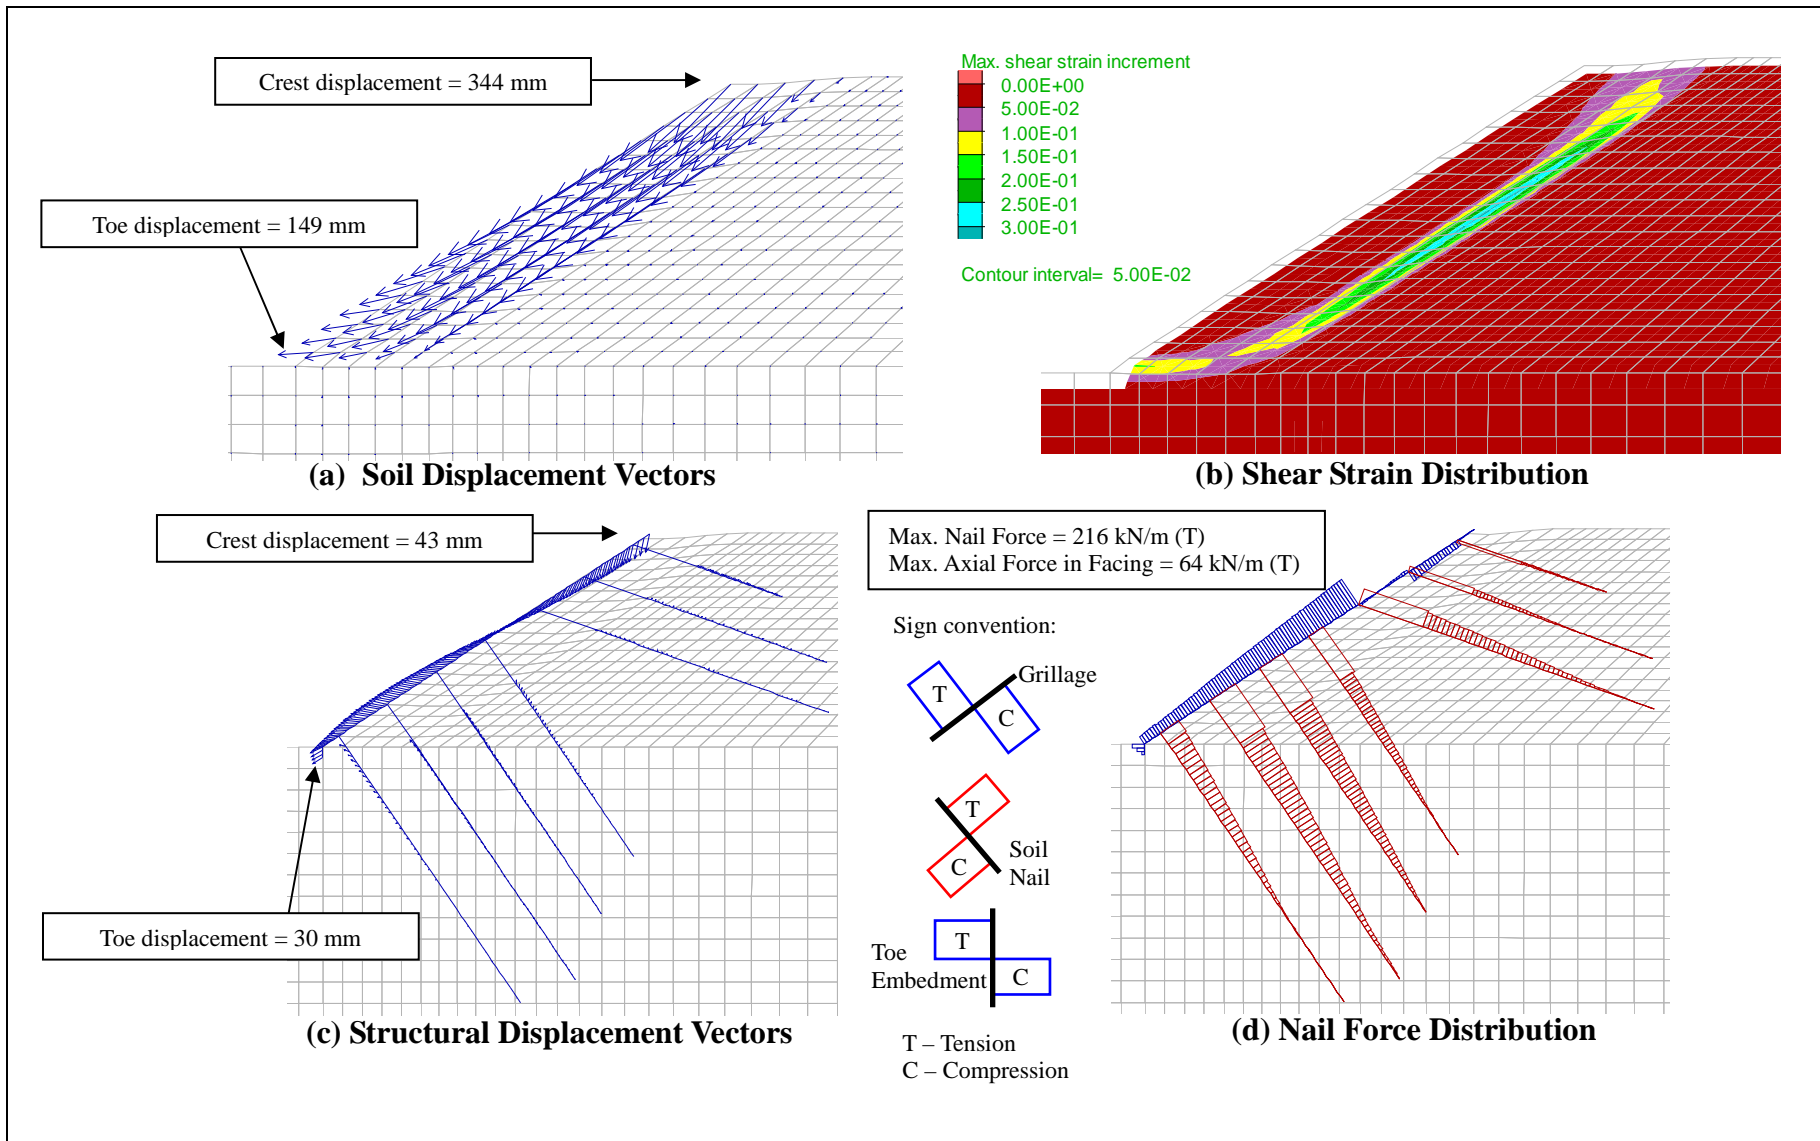 Crest displacement = 344 mm
Toe displacement = 149 mm
(a) Soil Displacement Vectors
Max. shear strain increment
0.00E+00
5.00E-02
1.00E-01
1.50E-01
2.00E-01
2.50E-01
3.00E-01
Contour interval= 5.00E-02
(b) Shear Strain Distribution
Crest displacement = 43 mm
Toe displacement = 30 mm
(c) Structural Displacement Vectors
Max. Nail Force = 216 kN/m (T)
Max. Axial Force in Facing = 64 kN/m (T)
Sign convention:
T
Grillage
C
T
C
Soil
Nail
T
Toe
Embedment
C
T – Tension
C – Compression
(d) Nail Force Distribution